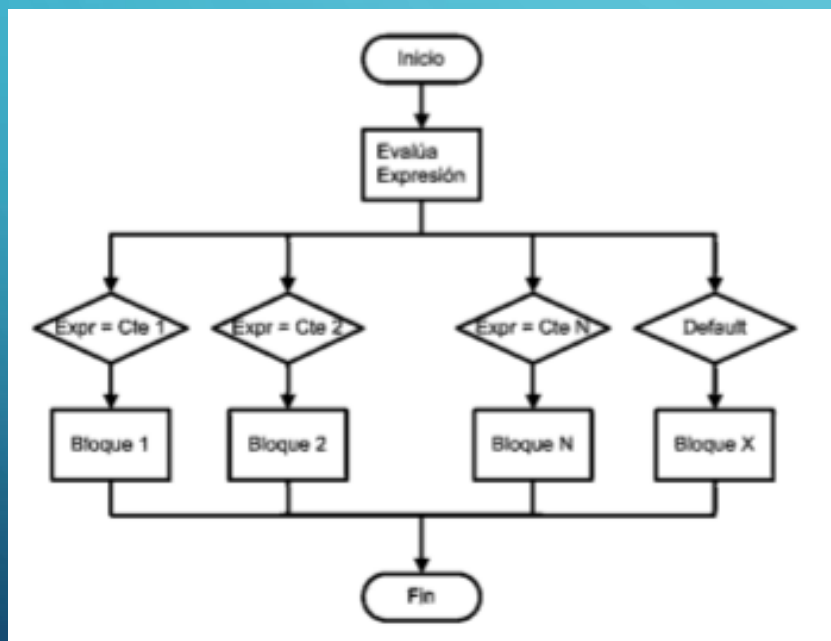 Inicio
Evalúa
Expresión
Expr = Cte 1
Expr = Cte 2
Expr = Cte N
Default
Bloque 1
Bloque 2
Bloque N
Bloque X
Fin